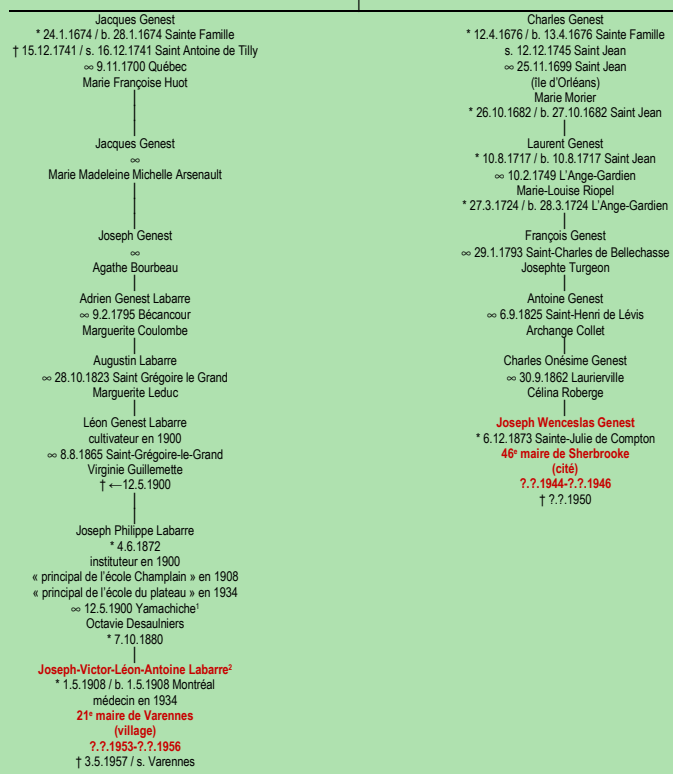 Jacques Genest
* 24.1.1674 / b. 28.1.1674 Sainte Famille
† 15.12.1741 / s. 16.12.1741 Saint Antoine de Tilly
∞ 9.11.1700 Québec
Marie Françoise Huot
Jacques Genest
∞
Marie Madeleine Michelle Arsenault
Joseph Genest
∞
Agathe Bourbeau
Adrien Genest Labarre
∞ 9.2.1795 Bécancour
Marguerite Coulombe
Augustin Labarre
∞ 28.10.1823 Saint Grégoire le Grand
Marguerite Leduc
Léon Genest Labarre
cultivateur en 1900
∞ 8.8.1865 Saint-Grégoire-le-Grand
Virginie Guillemette
† ←12.5.1900
Joseph Philippe Labarre
* 4.6.1872
instituteur en 1900
« principal de l'école Champlain » en 1908
« principal de l'école du plateau » en 1934
∞ 12.5.1900 Yamachiche¹
Octavie Desaulniers
* 7.10.1880
Joseph-Victor-Léon-Antoine Labarre²
* 1.5.1908 / b. 1.5.1908 Montréal
médecin en 1934
21ᵉ maire de Varennes
(village)
?.?.1953-?.?.1956
† 3.5.1957 / s. Varennes
Charles Genest
* 12.4.1676 / b. 13.4.1676 Sainte Famille
s. 12.12.1745 Saint Jean
∞ 25.11.1699 Saint Jean
(île d'Orléans)
Marie Morier
* 26.10.1682 / b. 27.10.1682 Saint Jean
Laurent Genest
* 10.8.1717 / b. 10.8.1717 Saint Jean
∞ 10.2.1749 L'Ange-Gardien
Marie-Louise Riopel
* 27.3.1724 / b. 28.3.1724 L'Ange-Gardien
François Genest
∞ 29.1.1793 Saint-Charles de Bellechasse
Josephte Turgeon
Antoine Genest
∞ 6.9.1825 Saint-Henri de Lévis
Archange Collet
Charles Onésime Genest
∞ 30.9.1862 Laurierville
Célina Roberge
Joseph Wenceslas Genest
* 6.12.1873 Sainte-Julie de Compton
46ᵉ maire de Sherbrooke
(cité)
?.?.1944-?.?.1946
† ?.?.1950